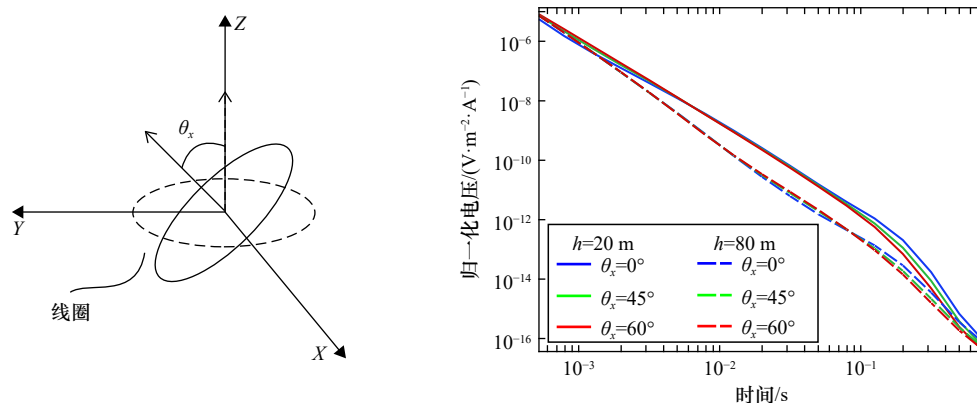 Z
θx
Y
线圈
X
归一化电压/(V·m⁻²·A⁻¹)
10⁻⁶
10⁻⁸
10⁻¹⁰
10⁻¹²
10⁻¹⁴
10⁻¹⁶
h=20 m h=80 m
θx=0° θx=0°
θx=45° θx=45°
θx=60° θx=60°
10⁻³ 10⁻² 10⁻¹
时间/s